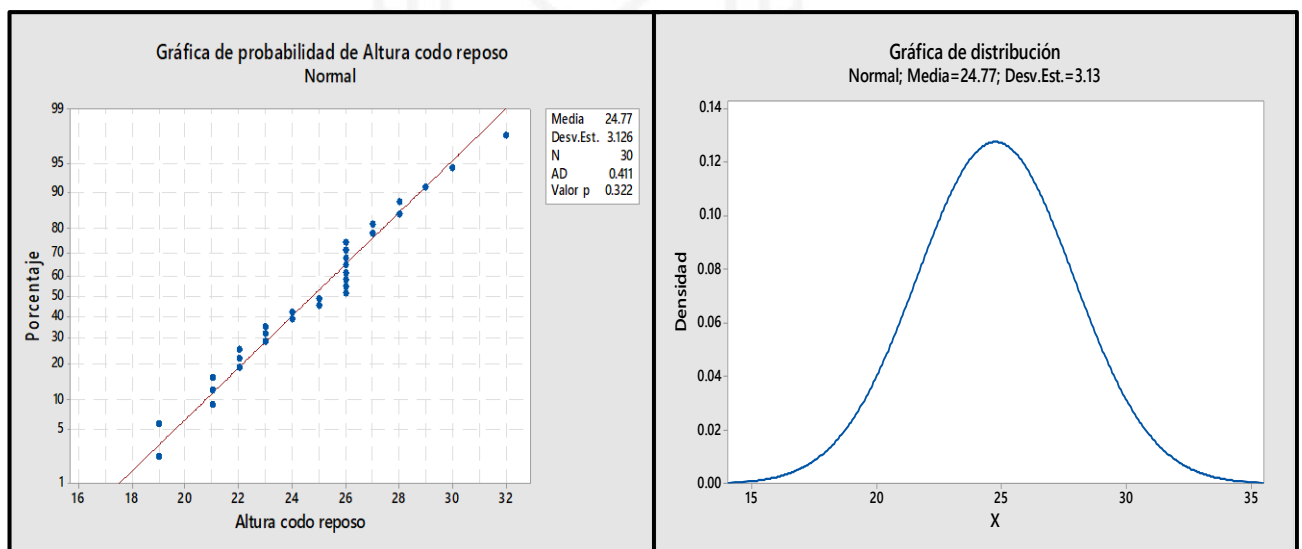 Gráfica de probabilidad de Altura codo reposo
Normal
99
95
90
80
70
60
50
40
30
20
10
5
1
Porcentaje
16 18 20 22 24 26 28 30 32
Altura codo reposo
Media 24.77
Desv.Est. 3.126
N 30
AD 0.411
Valor p 0.322
Gráfica de distribución
Normal; Media=24.77; Desv.Est.=3.13
0.14
0.12
0.10
0.08
0.06
0.04
0.02
0.00
Densidad
15 20 25 30 35
X